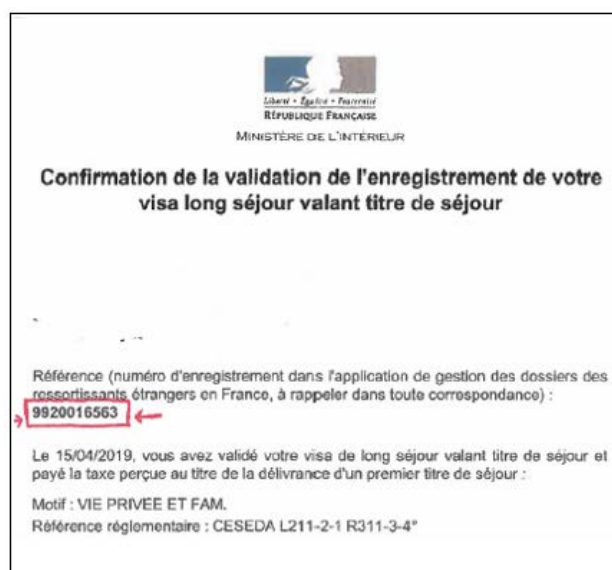 Liberté • Égalité • Fraternité
RÉPUBLIQUE FRANÇAISE
MINISTÈRE DE L'INTÉRIEUR
Confirmation de la validation de l'enregistrement de votre
visa long séjour valant titre de séjour
Référence (numéro d'enregistrement dans l'application de gestion des dossiers des
ressortissants étrangers en France, à rappeler dans toute correspondance) :
9920016563
Le 15/04/2019, vous avez validé votre visa de long séjour valant titre de séjour et
payé la taxe perçue au titre de la délivrance d'un premier titre de séjour :
Motif : VIE PRIVEE ET FAM.
Référence réglementaire : CESEDA L211-2-1 R311-3-4°